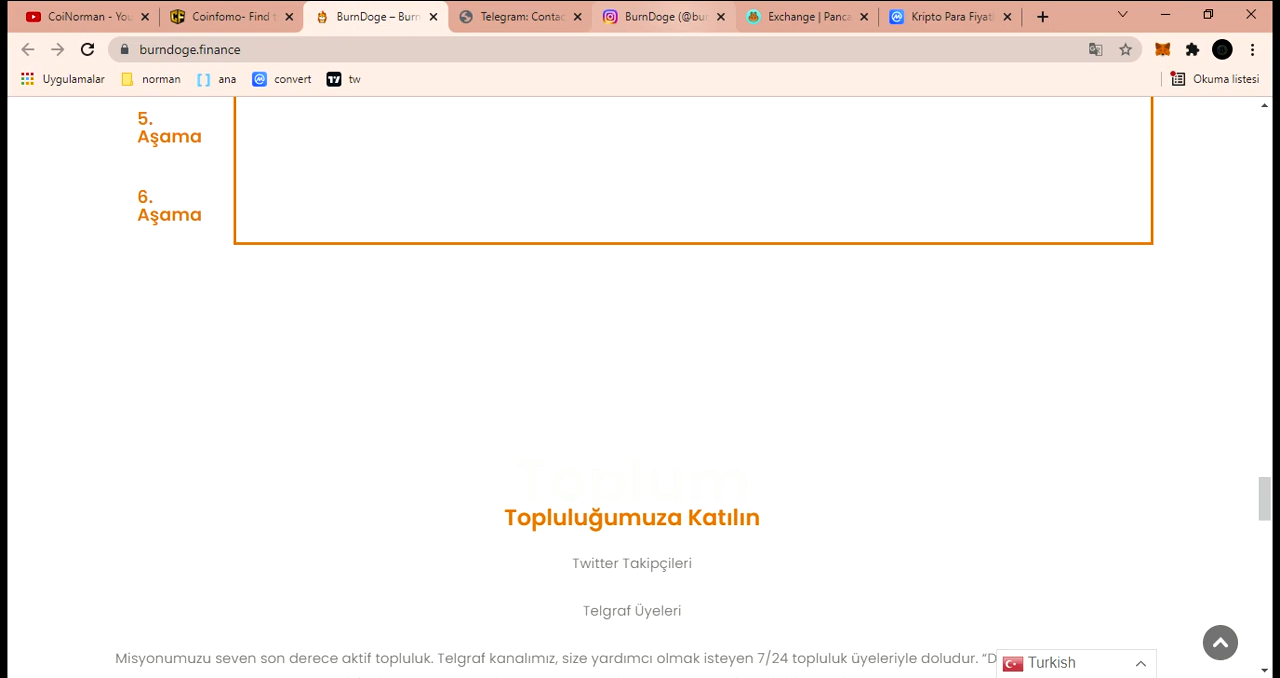 CoiNorman - You
Coinfomo- Find t
BurnDoge – Burn
Telegram: Contac
BurnDoge (@bur
Exchange | Panca
Kripto Para Fiyatl
burndoge.finance
Uygulamalar
norman
ana
convert
tw
Okuma listesi
5.
Aşama
6.
Aşama
Toplum
Topluluğumuza Katılın
Twitter Takipçileri
Telgraf Üyeleri
Misyonumuzu seven son derece aktif topluluk. Telgraf kanalımız, size yardımcı olmak isteyen 7/24 topluluk üyeleriyle doludur. “D
Turkish